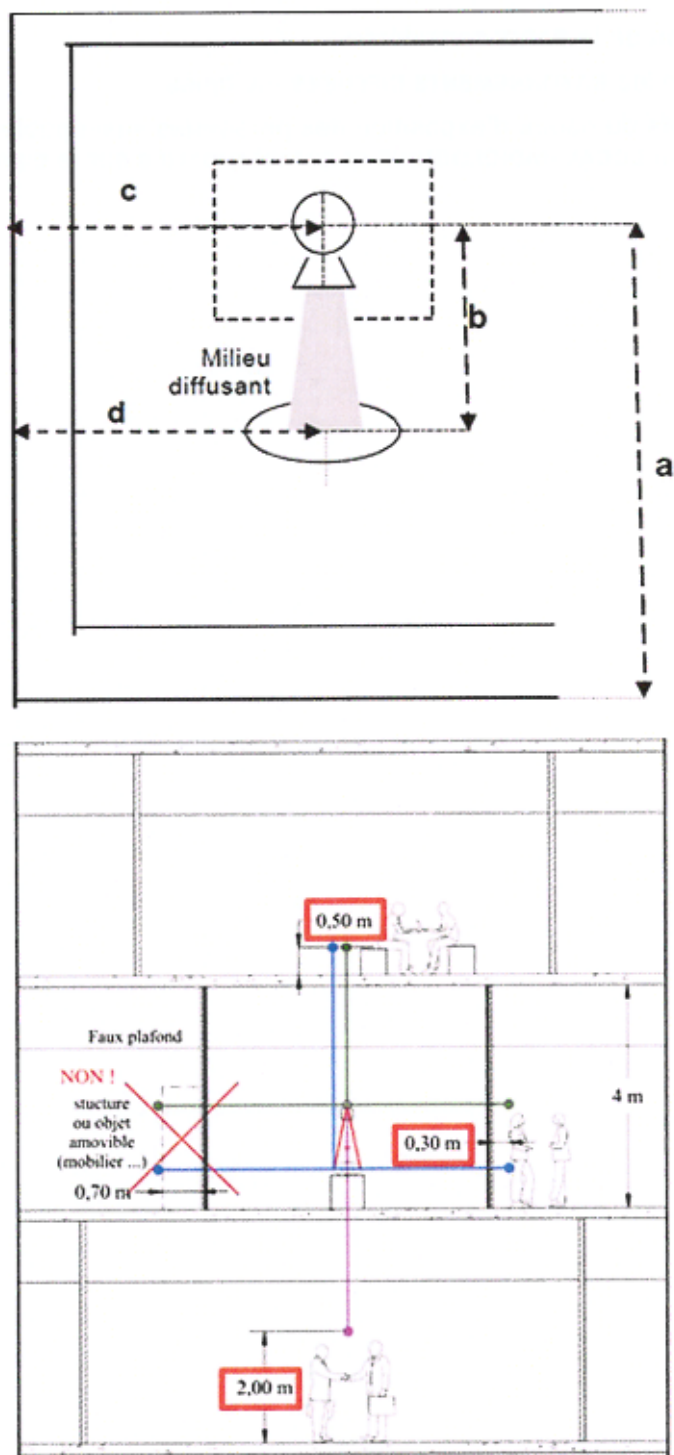 c
b
Milieu
diffusant
d
a
0,50 m
Faux plafond
NON !
stucture
ou objet
amovible
(mobilier ...)
0,70 m
0,30 m
4 m
2,00 m